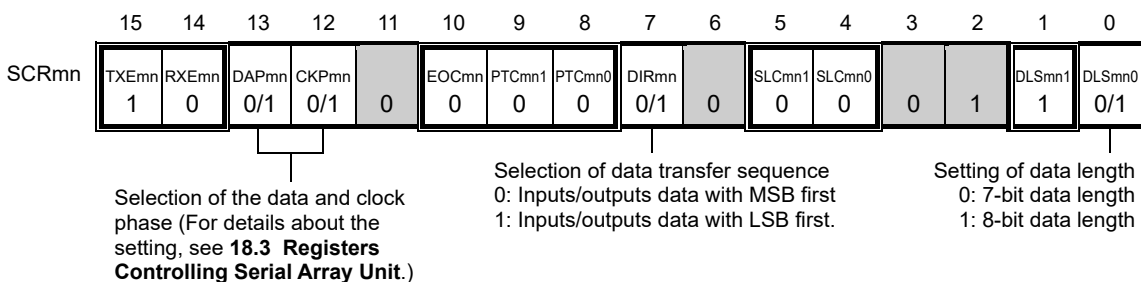 15 14 13 12 11 10 9 8 7 6 5 4 3 2 1 0
SCRmn TXEmn RXEmn DAPmn CKPmn EOCmn PTCmn1 PTCmn0 DIRmn SLCmn1 SLCmn0 DLSmn1 DLSmn0
1 0 0/1 0/1 0 0 0 0 0/1 0 0 0 0 1 1 0/1
Selection of the data and clock
phase (For details about the
setting, see 18.3 Registers
Controlling Serial Array Unit.)
Selection of data transfer sequence
0: Inputs/outputs data with MSB first
1: Inputs/outputs data with LSB first.
Setting of data length
0: 7-bit data length
1: 8-bit data length